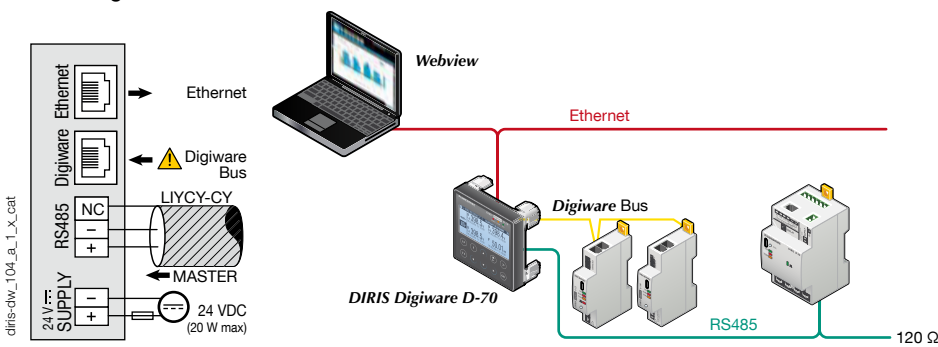 Ethernet
Ethernet
Digiware
Digiware
Bus
RS485
NC
–
+
LIYCY-CY
MASTER
24 V
SUPPLY
–
+
24 VDC
(20 W max)
diris-dw_104_a_1_x_cat
Webview
Ethernet
Digiware Bus
DIRIS Digiware D-70
RS485
120 Ω